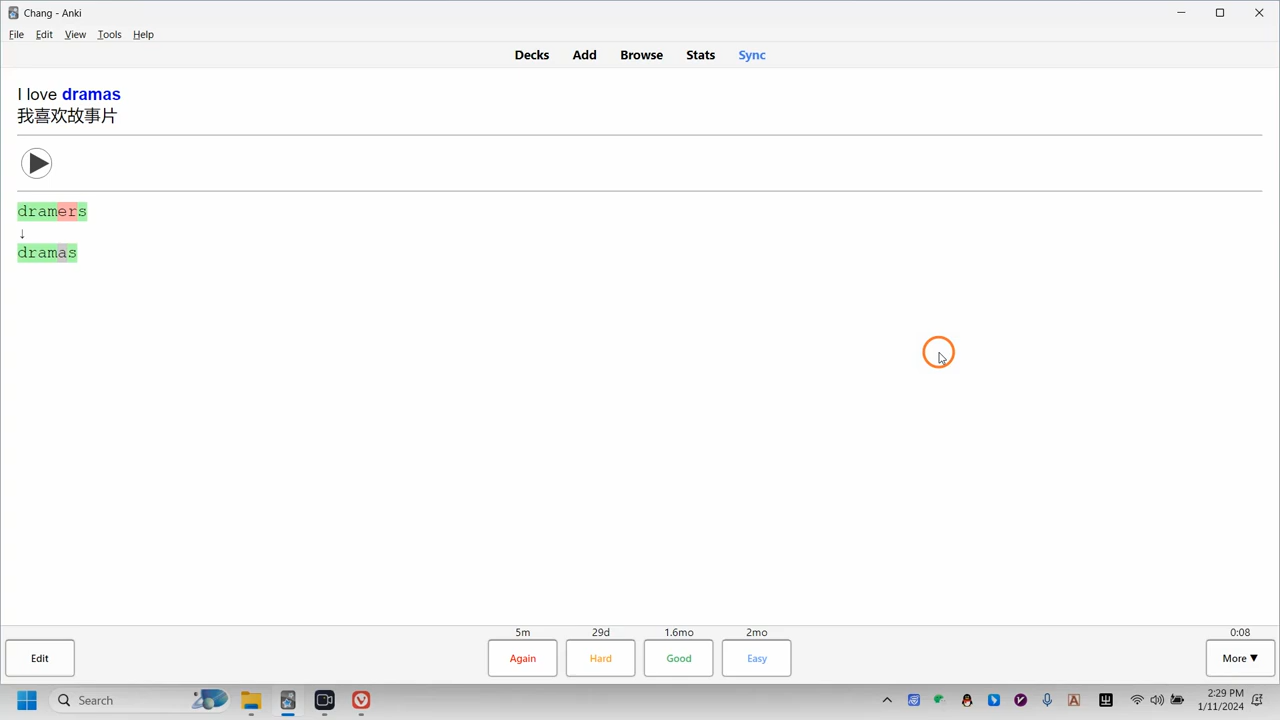 Chang - Anki
File Edit View Tools Help
Decks Add Browse Stats Sync
I love dramas
我喜欢故事片
dramers
↓
dramas
5m 29d 1.6mo 2mo 0:08
Edit Again Hard Good Easy More ▼
Search
2:29 PM
1/11/2024